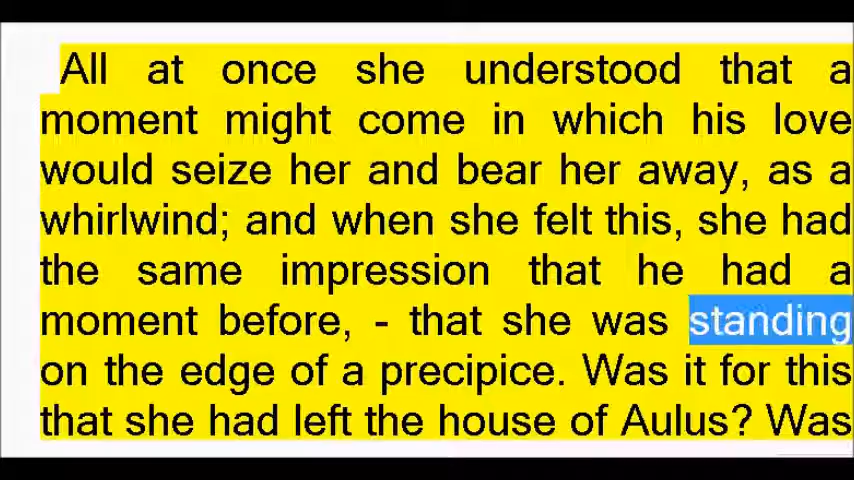 All at once she understood that a
moment might come in which his love
would seize her and bear her away, as a
whirlwind; and when she felt this, she had
the same impression that he had a
moment before, - that she was standing
on the edge of a precipice. Was it for this
that she had left the house of Aulus? Was